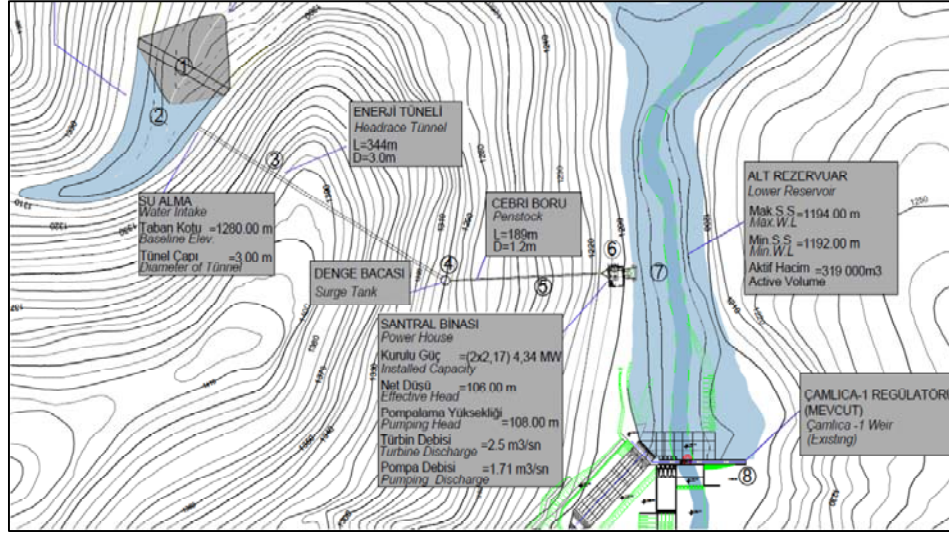 ①
②
③
ENERJİ TÜNELİ
Headrace Tunnel
L=344m
D=3.0m
SU ALMA
Water Intake
Taban Kotu =1280.00 m
Baseline Elev.
Tünel Çapı =3.00 m
Diameter of Tunnel
DENGE BACASI
Surge Tank
④
CEBRİ BORU
Penstock
L=189m
D=1.2m
⑤
⑥
⑦
ALT REZERVUAR
Lower Reservoir
Mak.S.S =1194.00 m
Max.W.L
Min.S.S =1192.00 m
Min.W.L
Aktif Hacim =319 000m3
Active Volume
SANTRAL BİNASI
Power House
Kurulu Güç =(2x2,17) 4,34 MW
Installed Capacity
Net Düşü =106.00 m
Effective Head
Pompalama Yüksekliği
Pumping Head =108.00 m
Türbin Debisi
Turbine Discharge =2.5 m3/sn
Pompa Debisi =1.71 m3/sn
Pumping Discharge
ÇAMLICA-1 REGÜLATÖRÜ
(MEVCUT)
Çamlıca -1 Weir
(Existing)
⑧
1310
1320
1250